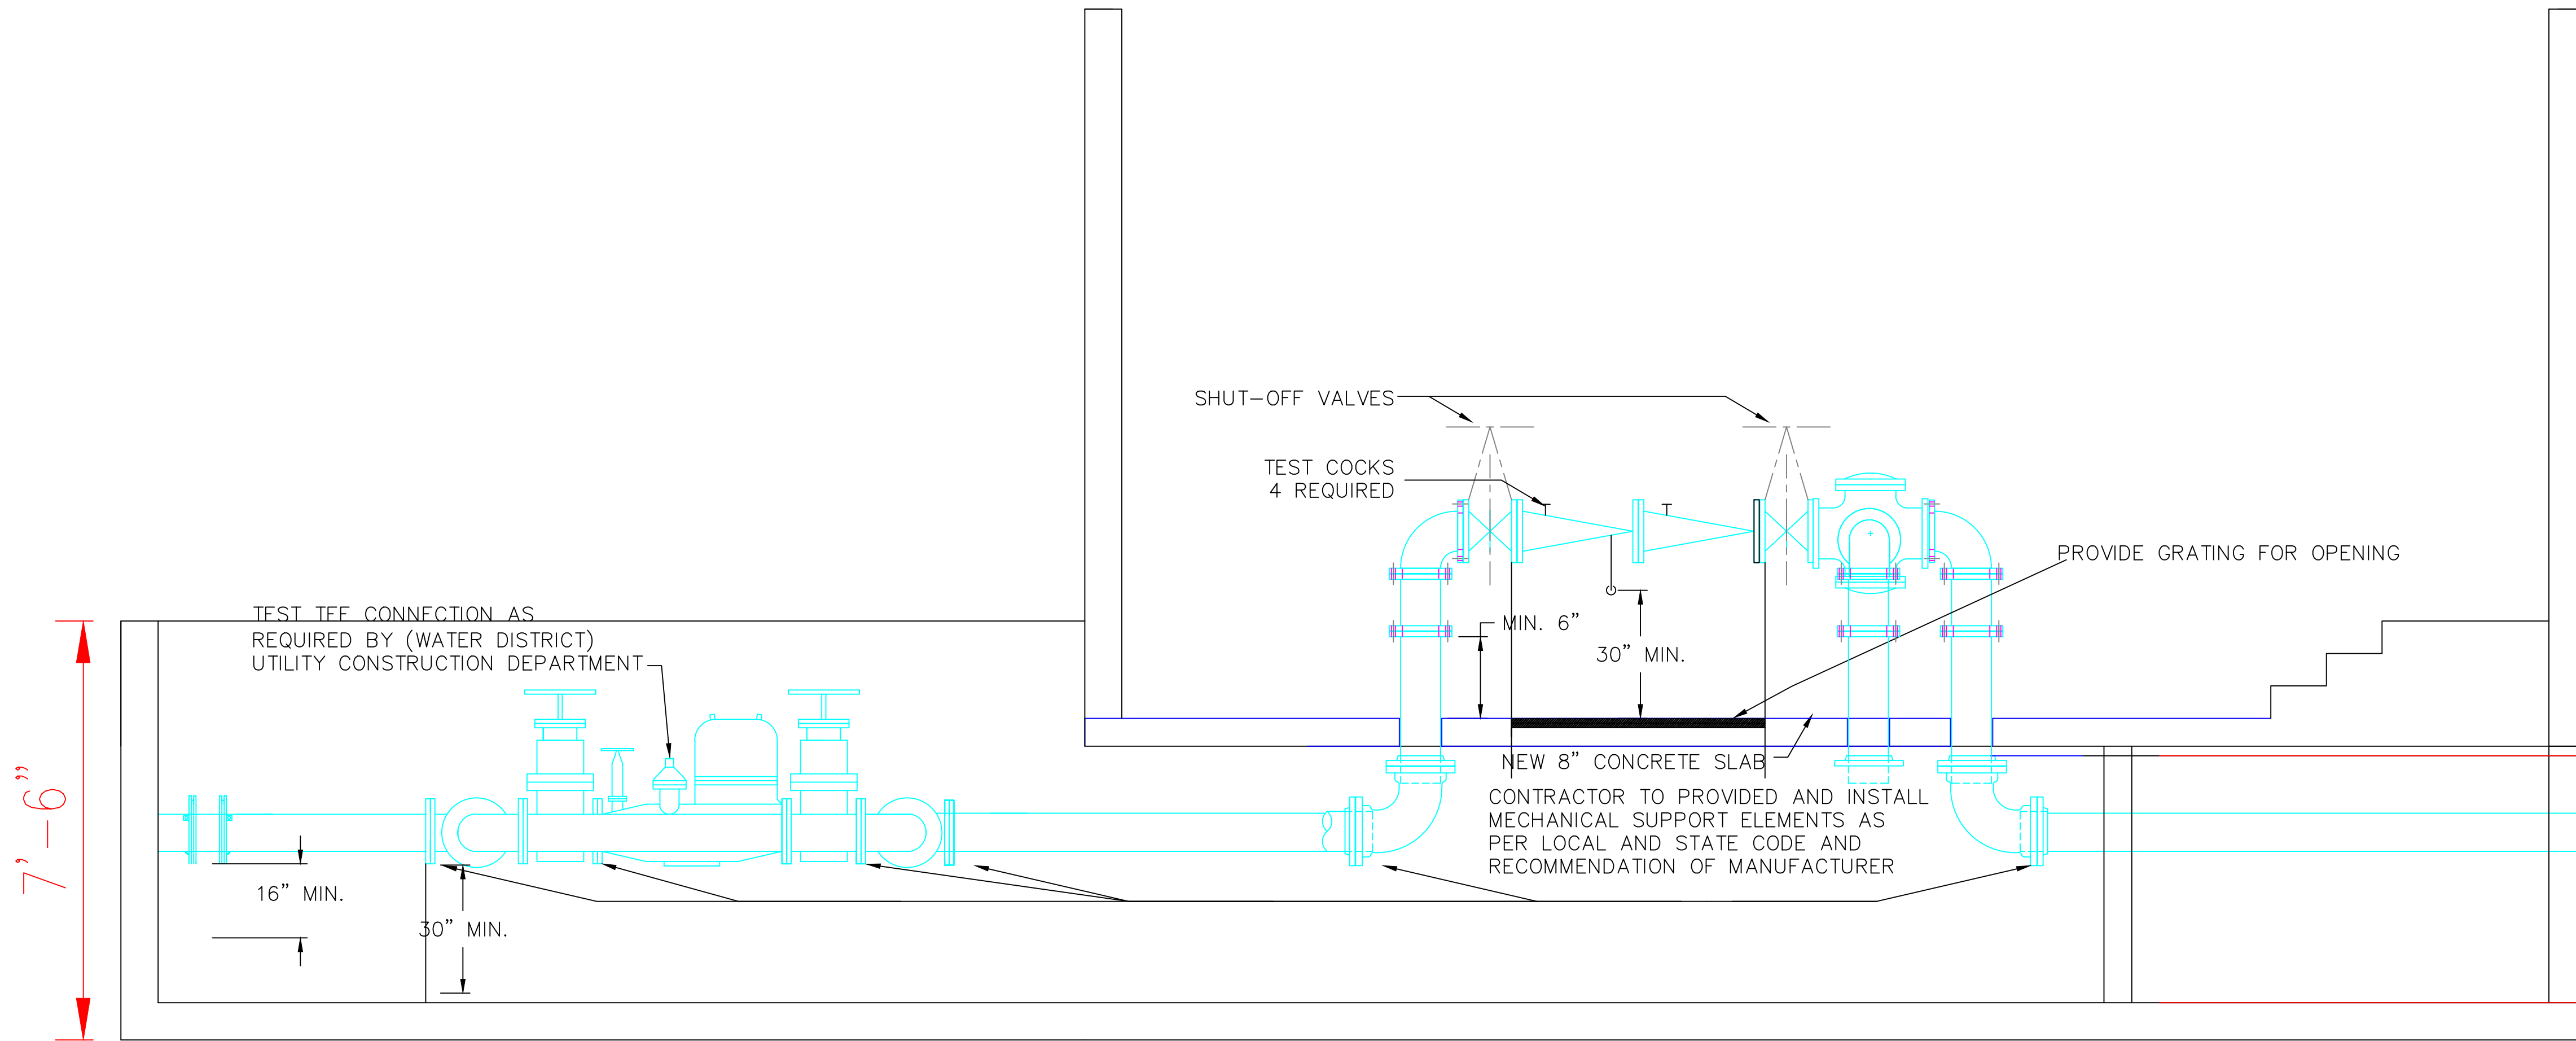 SHUT-OFF VALVES
TEST COCKS
4 REQUIRED
PROVIDE GRATING FOR OPENING
TEST TEE CONNECTION AS
REQUIRED BY (WATER DISTRICT)
UTILITY CONSTRUCTION DEPARTMENT
MIN. 6"
30" MIN.
7'-6"
NEW 8" CONCRETE SLAB
CONTRACTOR TO PROVIDED AND INSTALL
MECHANICAL SUPPORT ELEMENTS AS
PER LOCAL AND STATE CODE AND
RECOMMENDATION OF MANUFACTURER
16" MIN.
30" MIN.